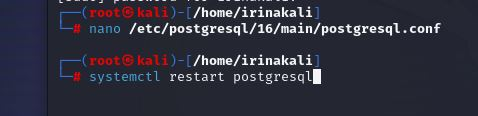 ┌──(root㉿kali)-[/home/irinakali]
└─# nano /etc/postgresql/16/main/postgresql.conf
┌──(root㉿kali)-[/home/irinakali]
└─# systemctl restart postgresql